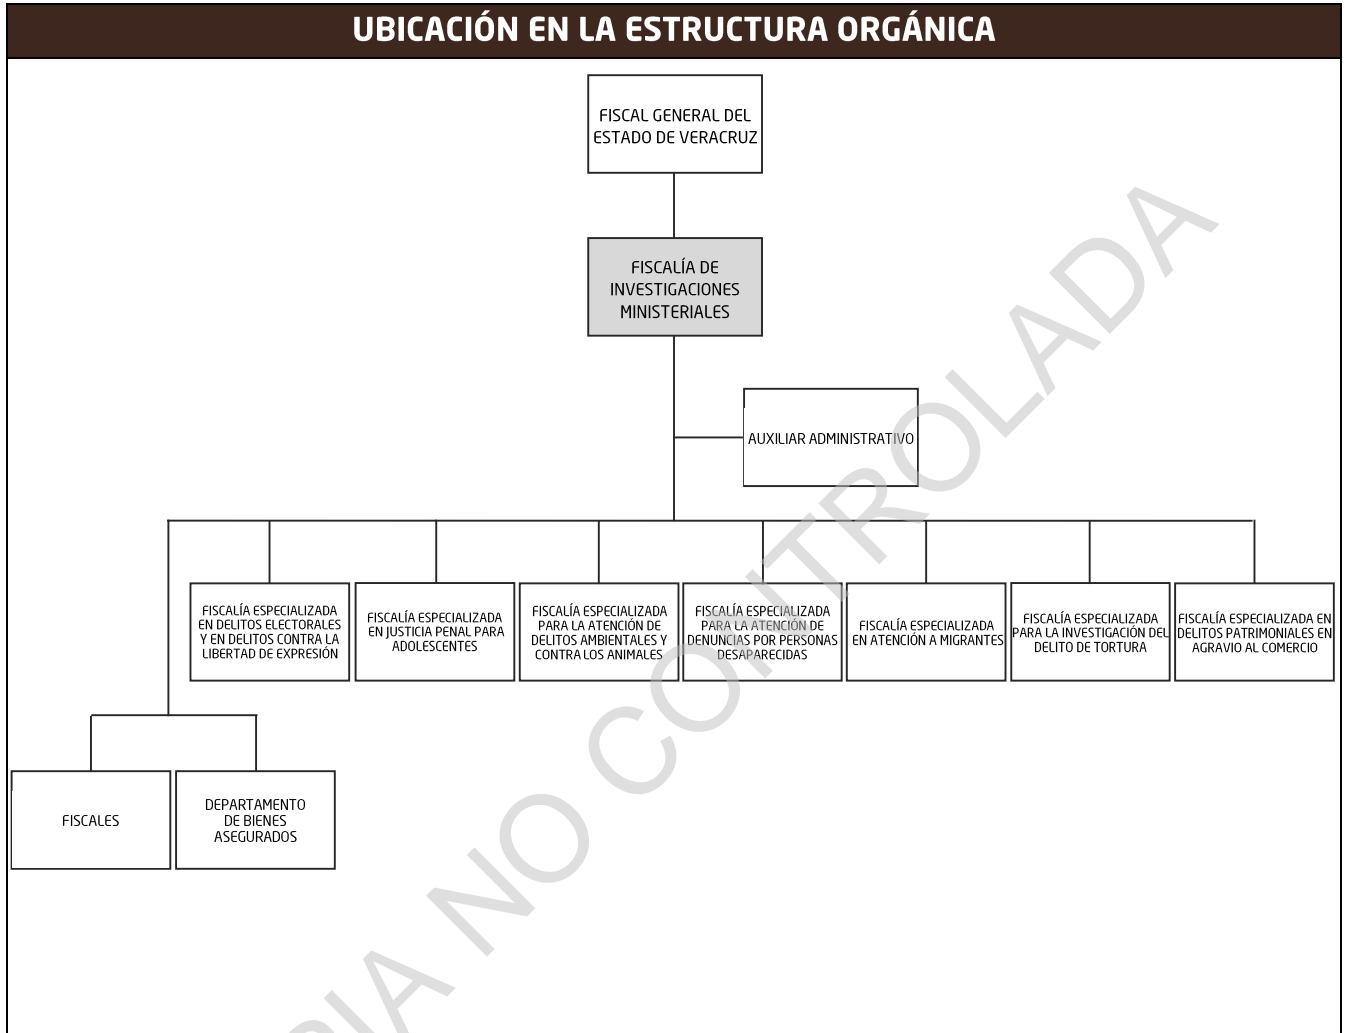 UBICACIÓN EN LA ESTRUCTURA ORGÁNICA
FISCAL GENERAL DEL
ESTADO DE VERACRUZ
FISCALÍA DE
INVESTIGACIONES
MINISTERIALES
AUXILIAR ADMINISTRATIVO
FISCALÍA ESPECIALIZADA
EN DELITOS ELECTORALES
Y EN DELITOS CONTRA LA
LIBERTAD DE EXPRESIÓN
FISCALÍA ESPECIALIZADA
EN JUSTICIA PENAL PARA
ADOLESCENTES
FISCALÍA ESPECIALIZADA
PARA LA ATENCIÓN DE
DELITOS AMBIENTALES Y
CONTRA LOS ANIMALES
FISCALÍA ESPECIALIZADA
PARA LA ATENCIÓN DE
DENUNCIAS POR PERSONAS
DESAPARECIDAS
FISCALÍA ESPECIALIZADA
EN ATENCIÓN A MIGRANTES
FISCALÍA ESPECIALIZADA
PARA LA INVESTIGACIÓN DEL
DELITO DE TORTURA
FISCALÍA ESPECIALIZADA EN
DELITOS PATRIMONIALES EN
AGRAVIO AL COMERCIO
FISCALES
DEPARTAMENTO
DE BIENES
ASEGURADOS
NO CONTROLADA